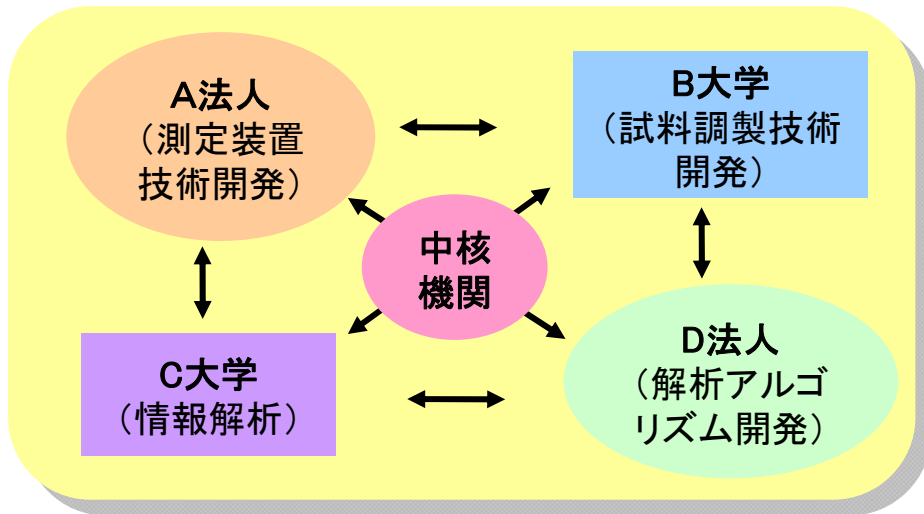 A法人
(測定装置
技術開発)
B大学
(試料調製技術
開発)
中核
機関
C大学
(情報解析)
D法人
(解析アルゴ
リズム開発)